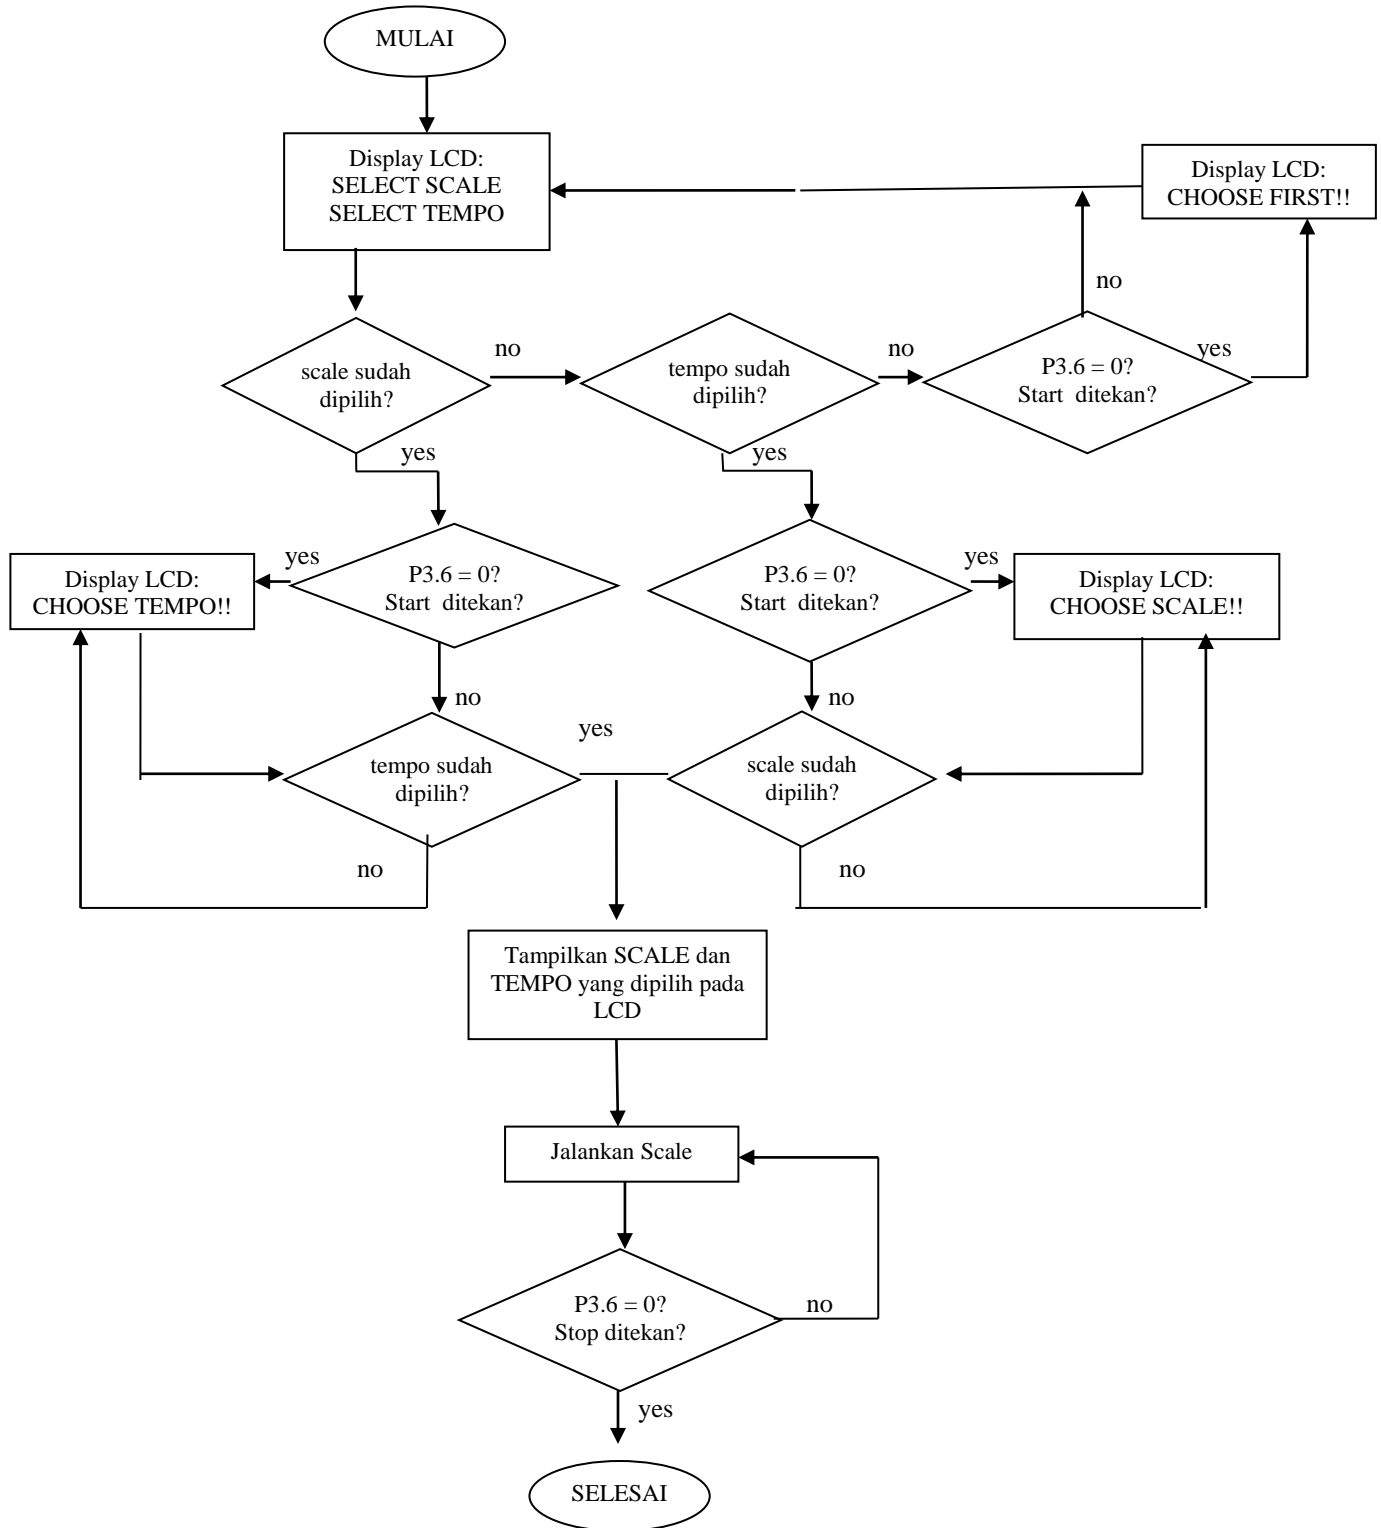 MULAI
Display LCD:
SELECT SCALE
SELECT TEMPO
Display LCD:
CHOOSE FIRST!!
no
scale sudah
dipilih?
no
tempo sudah
dipilih?
no
P3.6 = 0?
Start ditekan?
yes
yes
yes
Display LCD:
CHOOSE TEMPO!!
yes
P3.6 = 0?
Start ditekan?
P3.6 = 0?
Start ditekan?
yes
Display LCD:
CHOOSE SCALE!!
no
no
tempo sudah
dipilih?
yes
scale sudah
dipilih?
no
no
Tampilkan SCALE dan
TEMPO yang dipilih pada
LCD
Jalankan Scale
P3.6 = 0?
Stop ditekan?
no
yes
SELESAI